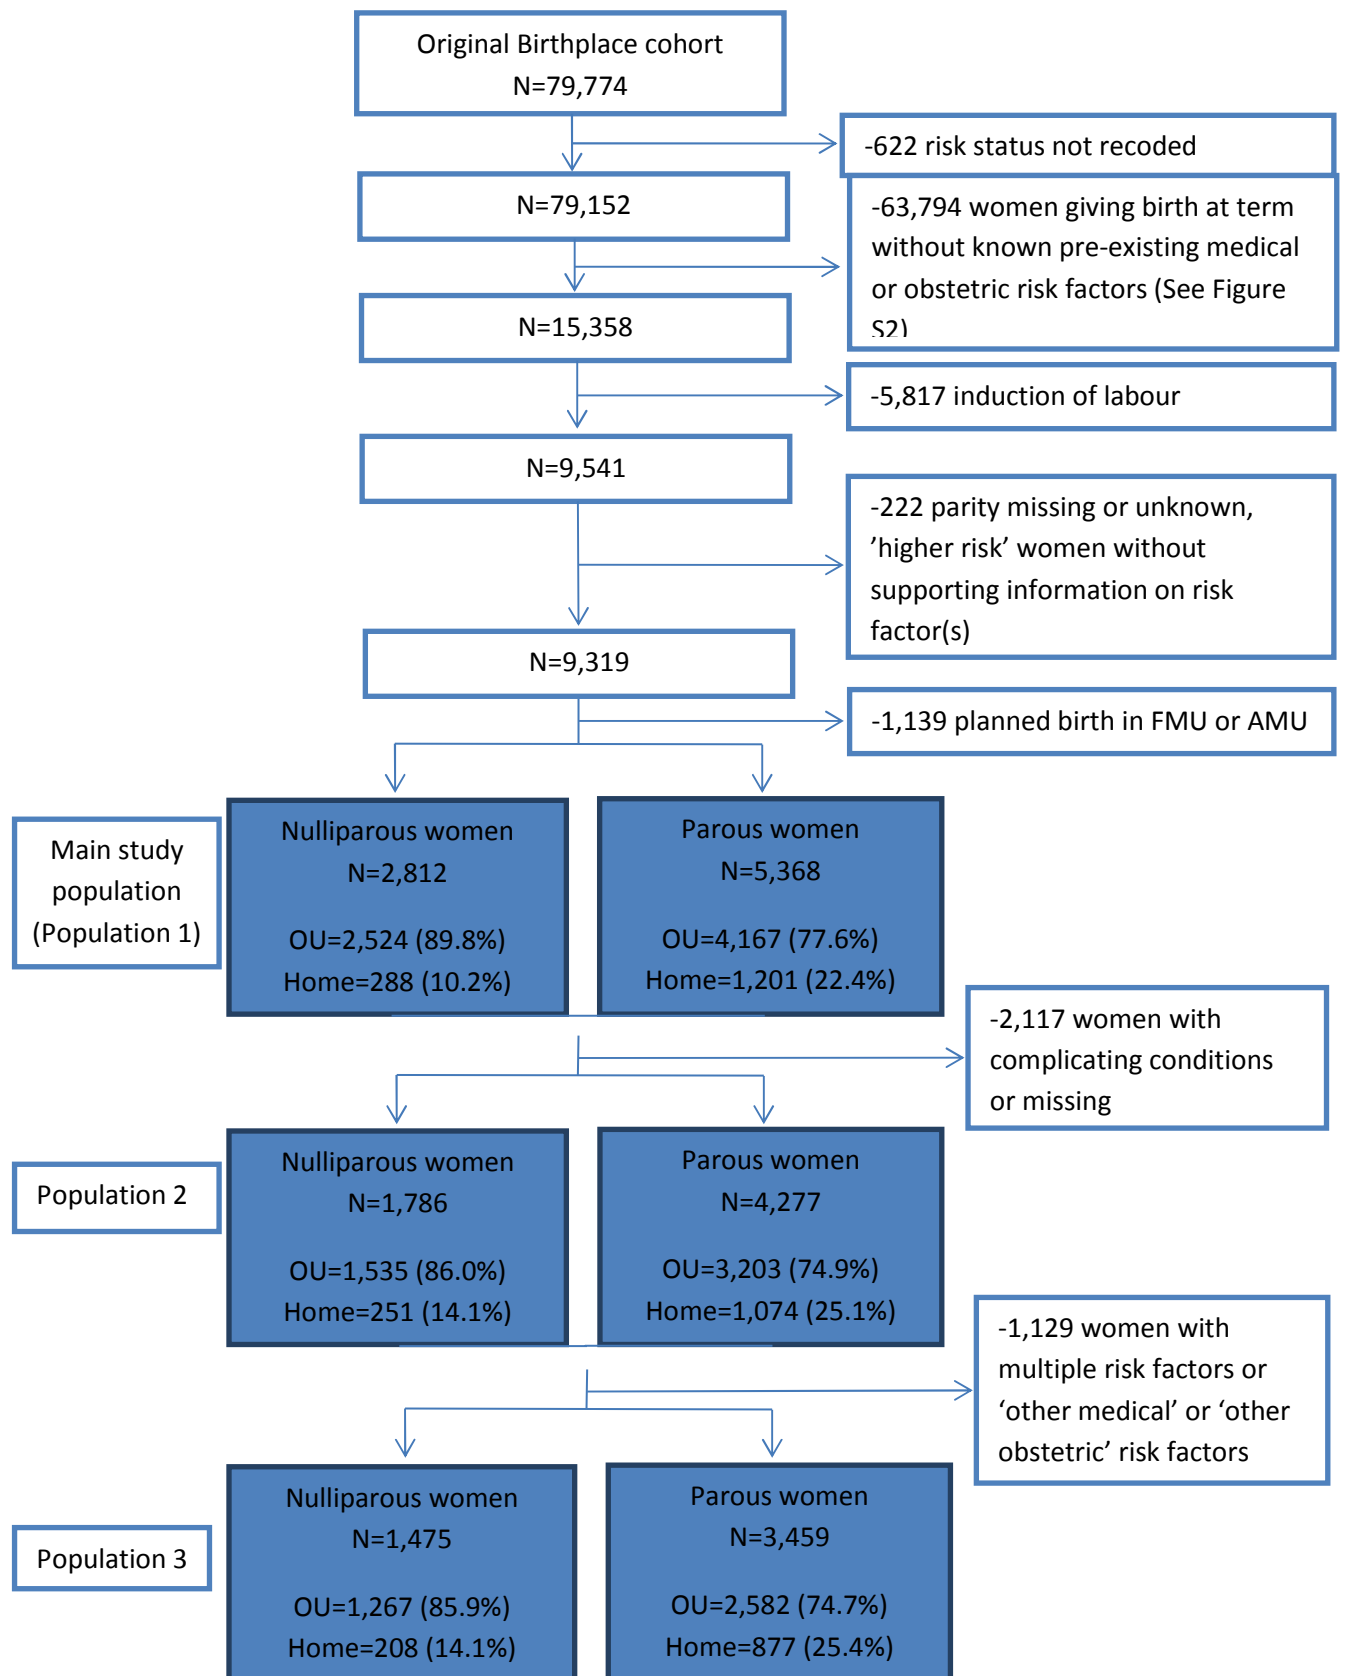 Original Birthplace cohort
N=79,774
-622 risk status not recoded
N=79,152
-63,794 women giving birth at term
without known pre-existing medical
or obstetric risk factors (See Figure
S2)
N=15,358
-5,817 induction of labour
N=9,541
-222 parity missing or unknown,
’higher risk’ women without
supporting information on risk
factor(s)
N=9,319
-1,139 planned birth in FMU or AMU
Main study
population
(Population 1)
Nulliparous women
N=2,812
OU=2,524 (89.8%)
Home=288 (10.2%)
Parous women
N=5,368
OU=4,167 (77.6%)
Home=1,201 (22.4%)
-2,117 women with
complicating conditions
or missing
Population 2
Nulliparous women
N=1,786
OU=1,535 (86.0%)
Home=251 (14.1%)
Parous women
N=4,277
OU=3,203 (74.9%)
Home=1,074 (25.1%)
-1,129 women with
multiple risk factors or
‘other medical’ or ‘other
obstetric’ risk factors
Population 3
Nulliparous women
N=1,475
OU=1,267 (85.9%)
Home=208 (14.1%)
Parous women
N=3,459
OU=2,582 (74.7%)
Home=877 (25.4%)